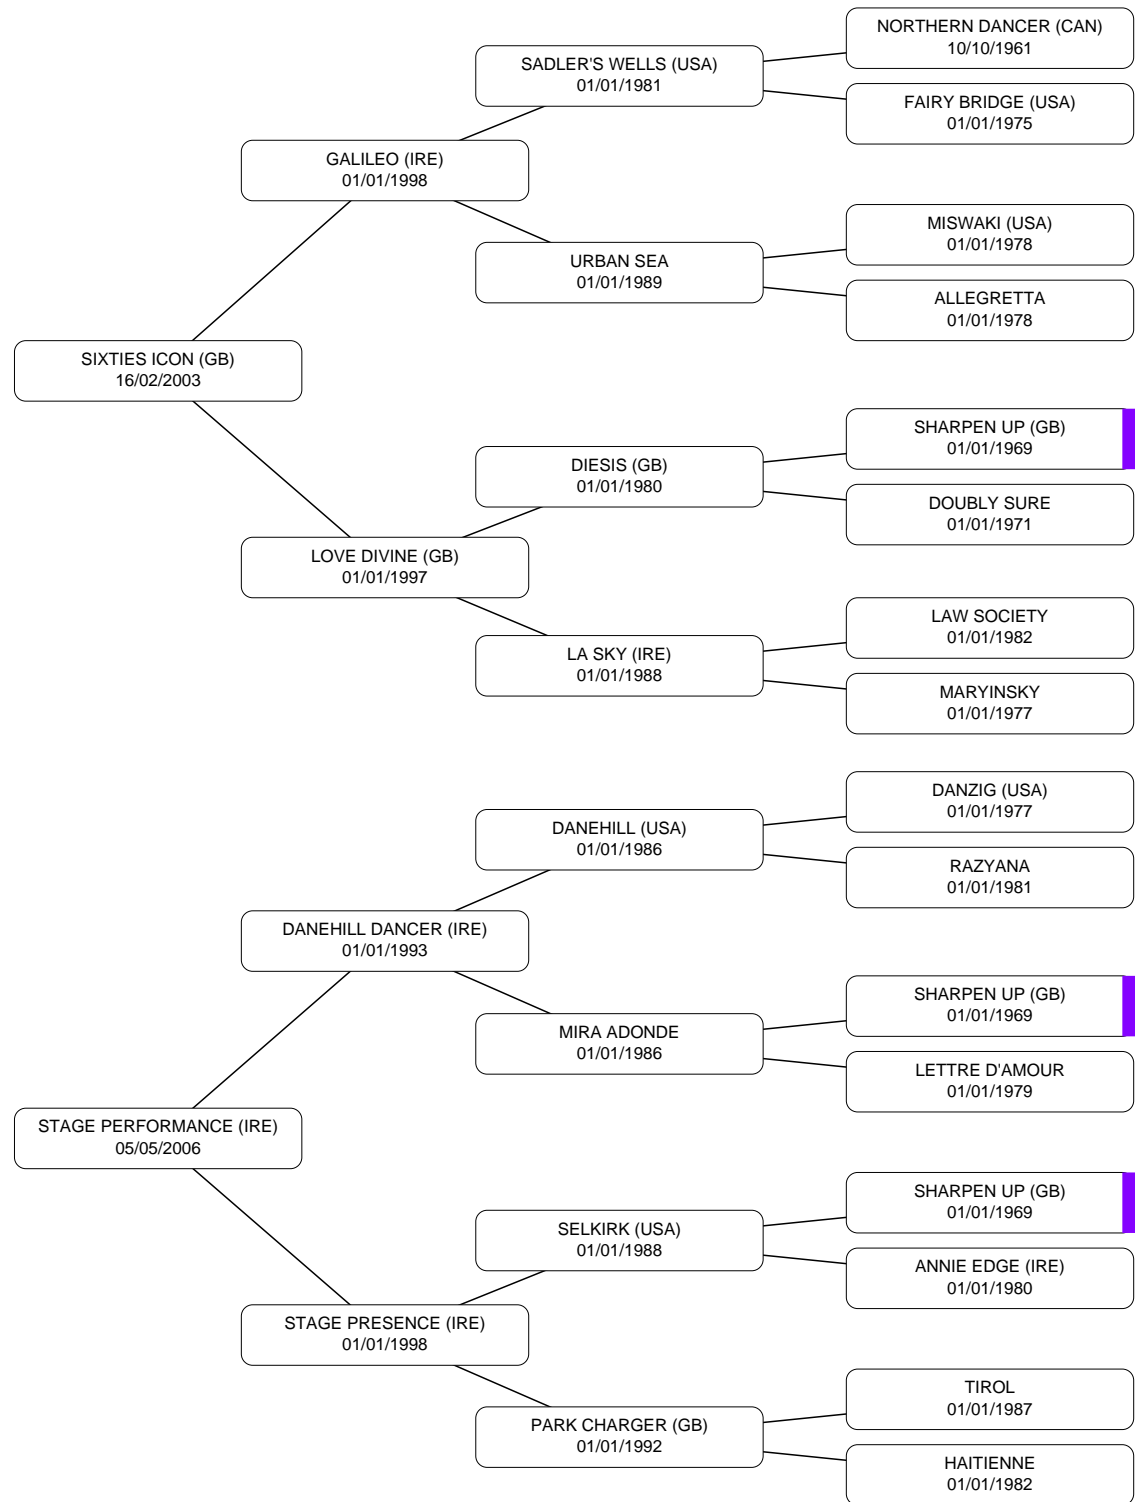 NORTHERN DANCER (CAN)
10/10/1961
SADLER'S WELLS (USA)
01/01/1981
FAIRY BRIDGE (USA)
01/01/1975
GALILEO (IRE)
01/01/1998
MISWAKI (USA)
01/01/1978
URBAN SEA
01/01/1989
ALLEGRETTA
01/01/1978
SIXTIES ICON (GB)
16/02/2003
SHARPEN UP (GB)
01/01/1969
DIESIS (GB)
01/01/1980
DOUBLY SURE
01/01/1971
LOVE DIVINE (GB)
01/01/1997
LAW SOCIETY
01/01/1982
LA SKY (IRE)
01/01/1988
MARYINSKY
01/01/1977
DANZIG (USA)
01/01/1977
DANEHILL (USA)
01/01/1986
RAZYANA
01/01/1981
DANEHILL DANCER (IRE)
01/01/1993
SHARPEN UP (GB)
01/01/1969
MIRA ADONDE
01/01/1986
LETTRE D'AMOUR
01/01/1979
STAGE PERFORMANCE (IRE)
05/05/2006
SHARPEN UP (GB)
01/01/1969
SELKIRK (USA)
01/01/1988
ANNIE EDGE (IRE)
01/01/1980
STAGE PRESENCE (IRE)
01/01/1998
TIROL
01/01/1987
PARK CHARGER (GB)
01/01/1992
HAITIENNE
01/01/1982